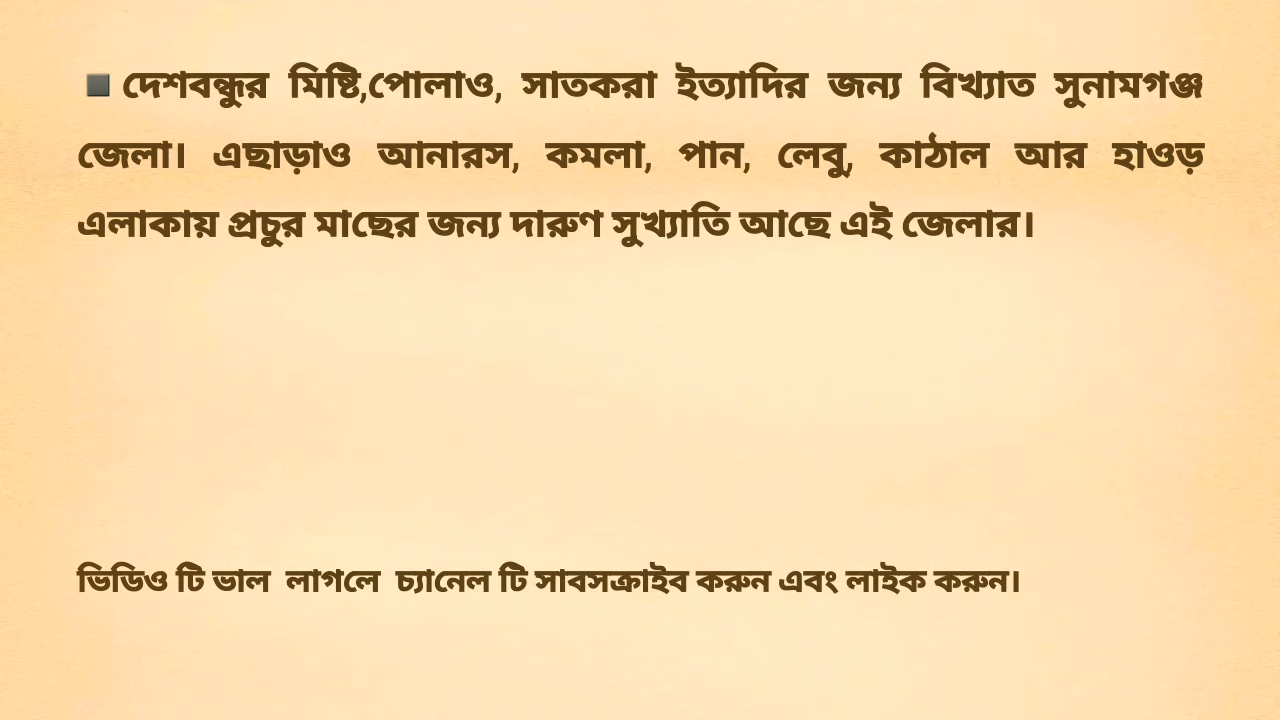 ◾ দেশবন্ধুর মিষ্টি,পোলাও, সাতকরা ইত্যাদির জন্য বিখ্যাত সুনামগঞ্জ
জেলা। এছাড়াও আনারস, কমলা, পান, লেবু, কাঠাল আর হাওড়
এলাকায় প্রচুর মাছের জন্য দারুণ সুখ্যাতি আছে এই জেলার।
ভিডিও টি ভাল লাগলে চ্যানেল টি সাবসক্রাইব করুন এবং লাইক করুন।